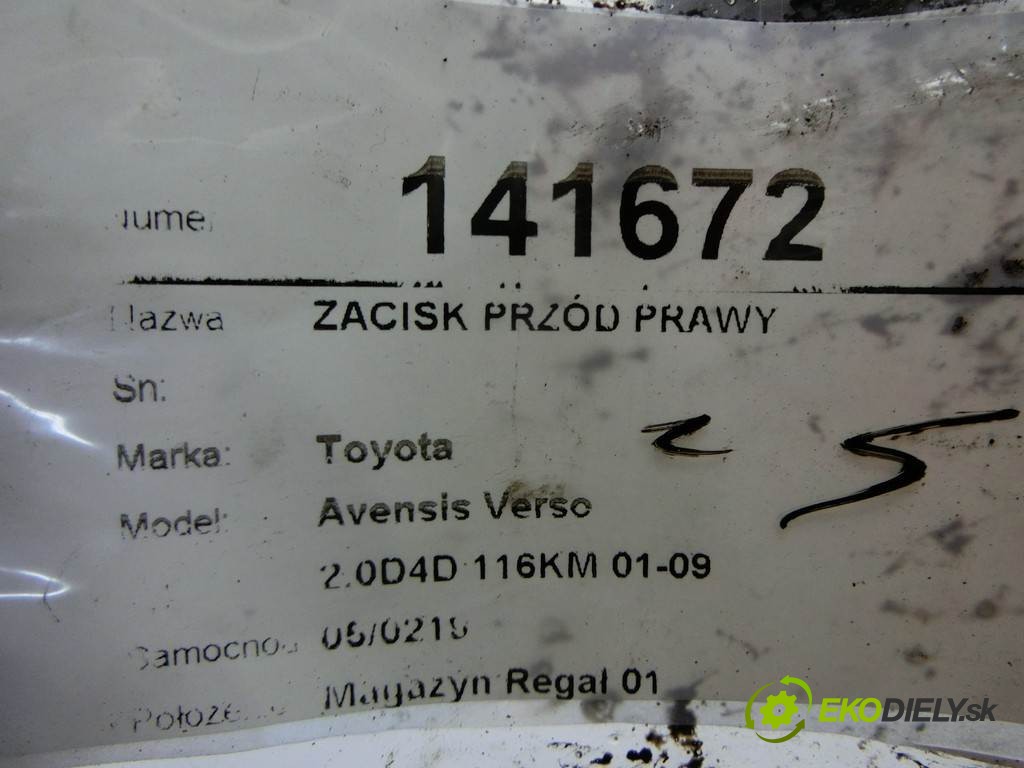 141672
ZACISK PRZÓD PRAWY
Sn:
Marka: Toyota
Model: Avensis Verso
2.0D4D 116KM 01-09
Magazyn Regał 01
EKODIELY.sk